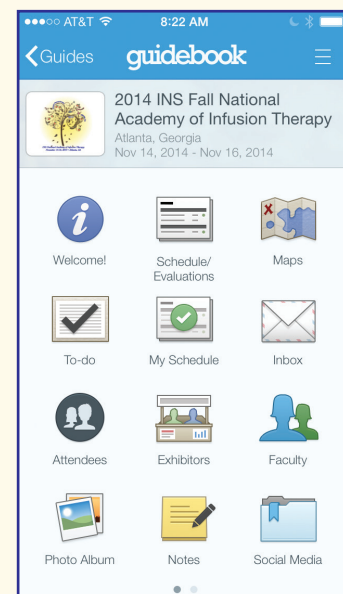 AT&T 8:22 AM
Guides guidebook
2014 INS Fall National
Academy of Infusion Therapy
Atlanta, Georgia
Nov 14, 2014 - Nov 16, 2014
Welcome!
Schedule/
Evaluations
Maps
To-do
My Schedule
Inbox
Attendees
Exhibitors
Faculty
Photo Album
Notes
Social Media